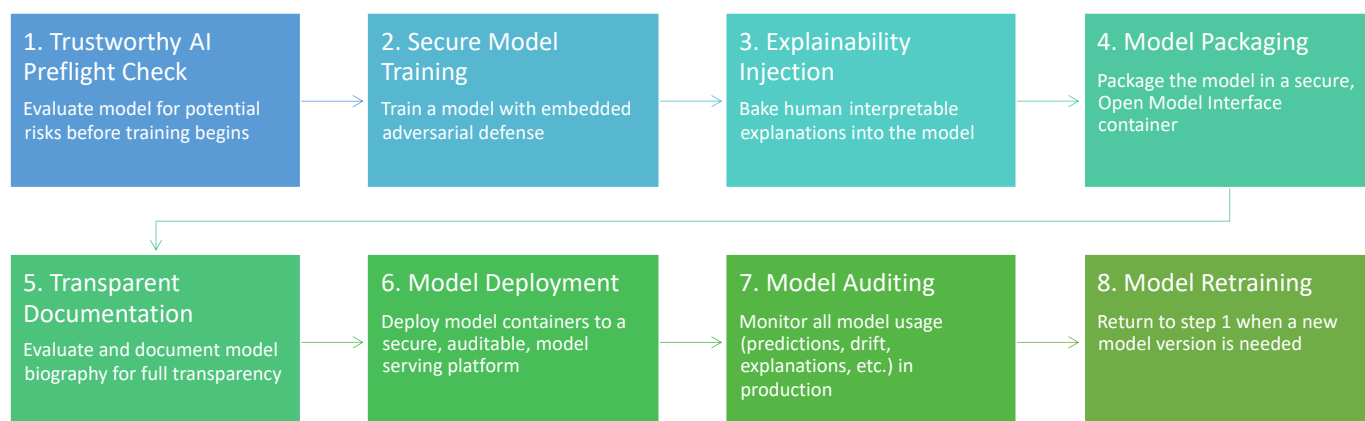 1. Trustworthy AI
Preflight Check
Evaluate model for potential
risks before training begins
2. Secure Model
Training
Train a model with embedded
adversarial defense
3. Explainability
Injection
Bake human interpretable
explanations into the model
4. Model Packaging
Package the model in a secure,
Open Model Interface
container
5. Transparent
Documentation
Evaluate and document model
biography for full transparency
6. Model Deployment
Deploy model containers to a
secure, auditable, model
serving platform
7. Model Auditing
Monitor all model usage
(predictions, drift,
explanations, etc.) in
production
8. Model Retraining
Return to step 1 when a new
model version is needed